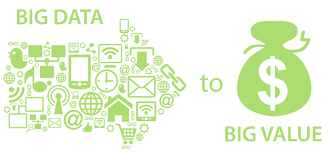 BIG DATA
to
$
BIG VALUE